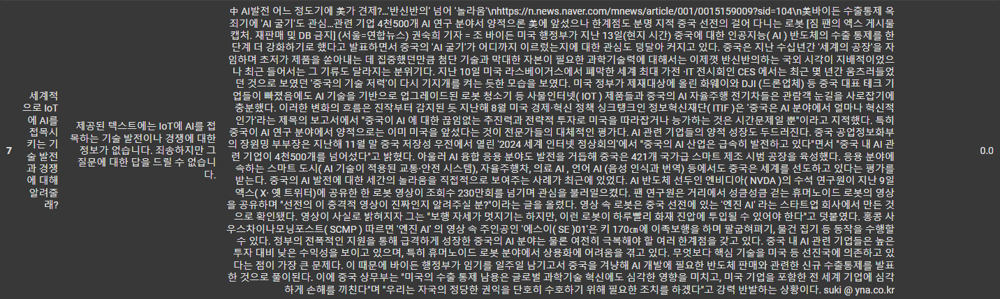 7
세계적
으로 IoT
에 AI를
접목시
키는 기
술 발전
과 경쟁
에 대해
알려줄
래?
제공된 텍스트에는 IoT에 AI를 접
목하는 기술 발전이나 경쟁에 대한
정보가 없습니다. 죄송하지만 그
질문에 대한 답을 드릴 수 없습니
다.
中 AI발전 어느 정도기에 美가 견제?…'반신반의' 넘어 '놀라움'\nhttps://n.news.naver.com/mnews/article/001/0015159009?sid=104\n美바이든 수출통제 옥
죄기에 'AI 굴기'도 관심…관련 기업 4천500개 AI 연구 분야서 양적으론 美에 앞섰으나 한계점도 분명 지적 중국 선전의 걸어 다니는 로봇 [짐 팬의 엑스 게시물
캡처. 재판매 및 DB 금지] (서울=연합뉴스) 권숙희 기자 = 조 바이든 미국 행정부가 지난 13일(현지 시간) 중국에 대한 인공지능( AI ) 반도체의 수출 통제를 한
단계 더 강화하기로 했다고 발표하면서 중국의 'AI 굴기'가 어디까지 이르렀는지에 대한 관심도 덩달아 커지고 있다. 중국은 지난 수십년간 '세계의 공장'을 자
임하며 초저가 제품을 쏟아내는 데 집중했던만큼 첨단 기술과 막대한 자본이 필요한 과학기술력에 대해서는 이제껏 반신반의하는 국외 시각이 지배적이었으
나 최근 들어서는 그 기류도 달라지는 분위기다. 지난 10일 미국 라스베이거스에서 폐막한 세계 최대 가전 ·IT 전시회인 CES 에서는 최근 몇 년간 움츠러들었
던 것으로 보였던 '중국의 기술 저력'이 다시 기지개를 켜는 듯한 모습을 보였다. 미국 정부가 제재대상에 올린 화웨이와 DJI (드론업체) 등 중국 대표 테크 기
업들이 빠졌음에도 AI 기술을 기반으로 업그레이드된 로봇 청소기 등 사물인터넷( IOT ) 제품들과 중국의 AI 자율주행 전기차들은 관람객 눈길을 사로잡기에
충분했다. 이러한 변화의 흐름은 진작부터 감지된 듯 지난해 8월 미국 경제·혁신 정책 싱크탱크인 정보혁신재단( ITIF )은 '중국은 AI 분야에서 얼마나 혁신적
인가'라는 제목의 보고서에서 "중국이 AI 에 대한 끊임없는 추진력과 전략적 투자로 미국을 따라잡거나 능가하는 것은 시간문제일 뿐"이라고 지적했다. 특히
중국이 AI 연구 분야에서 양적으로는 이미 미국을 앞섰다는 것이 전문가들의 대체적인 평가다. AI 관련 기업들의 양적 성장도 두드러진다. 중국 공업정보화부
의 장원밍 부부장은 지난해 11월 말 중국 저장성 우전에서 열린 '2024 세계 인터넷 정상회의'에서 "중국의 AI 산업은 급속히 발전하고 있다"면서 "중국 내 AI 관
련 기업이 4천500개를 넘어섰다"고 밝혔다. 아울러 AI 융합 응용 분야도 발전을 거듭해 중국은 421개 국가급 스마트 제조 시범 공장을 육성했다. 응용 분야에
속하는 스마트 도시( AI 기술이 적용된 교통·안전 시스템), 자율주행차, 의료 AI , 언어 AI (음성 인식과 번역) 등에서도 중국은 세계를 선도하고 있다는 평가를
받는다. 중국의 AI 발전에 대한 세간의 놀라움을 직접적으로 보여주는 사례가 최근에 있었다. AI 반도체 선두인 엔비디아( NVDA )의 수석 연구원이 지난 9일
엑스( X· 옛 트위터)에 공유한 한 로봇 영상이 조회수 230만회를 넘기며 관심을 불러일으켰다. 팬 연구원은 거리에서 성큼성큼 걷는 휴머노이드 로봇의 영상
을 공유하며 "선전의 이 충격적 영상이 진짜인지 알려주실 분?"이라는 글을 올렸다. 영상 속 로봇은 중국 선전에 있는 '엔진 AI' 라는 스타트업 회사에서 만든 것
으로 확인됐다. 영상이 사실로 밝혀지자 그는 "보행 자세가 멋지기는 하지만, 이런 로봇이 하루빨리 화재 진압에 투입될 수 있어야 한다"고 덧붙였다. 홍콩 사
우스차이나모닝포스트( SCMP ) 따르면 '엔진 AI' 의 영상 속 주인공인 '에스이( SE )01'은 키 170㎝에 이족보행을 하며 팔굽혀펴기, 물건 집기 등 동작을 수행할
수 있다. 정부의 전폭적인 지원을 통해 급격하게 성장한 중국의 AI 분야는 물론 여전히 극복해야 할 여러 한계점을 갖고 있다. 중국 내 AI 관련 기업들은 높은
투자 대비 낮은 수익성을 보이고 있으며, 특히 휴머노이드 로봇 분야에서 상용화에 어려움을 겪고 있다. 무엇보다 핵심 기술을 미국 등 선진국에 의존하고 있
다는 점이 가장 큰 문제다. 이 때문에 바이든 행정부가 임기를 일주일 남기고서 중국을 겨냥해 AI 개발에 필요한 반도체 판매와 관련한 신규 수출통제를 발표
한 것으로 풀이된다. 이에 중국 상무부는 "미국의 수출 통제 남용은 글로벌 과학기술 혁신에도 심각한 영향을 미치고, 미국 기업을 포함한 전 세계 기업에 심각
하게 손해를 끼친다"며 "우리는 자국의 정당한 권익을 단호히 수호하기 위해 필요한 조치를 하겠다"고 강력 반발하는 상황이다. suki @ yna.co.kr
0.0